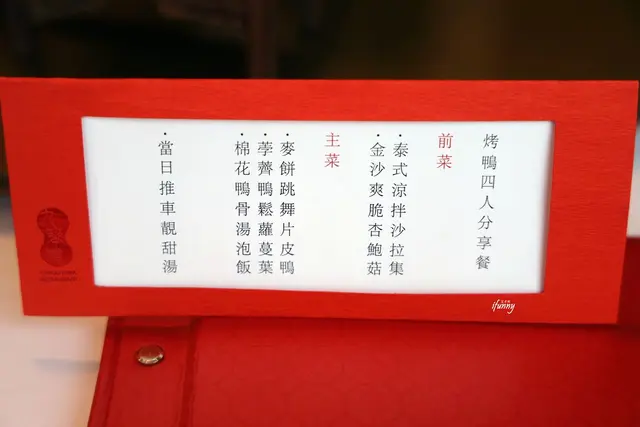 烤鴨四人分享餐
前菜
・泰式涼拌沙拉集
・金沙爽脆杏鮑菇
主菜
・麥餅跳舞片皮鴨
・荸薺鴨鬆蘿蔓葉
・棉花鴨骨湯泡飯
・當日推車靚甜湯
ifunny